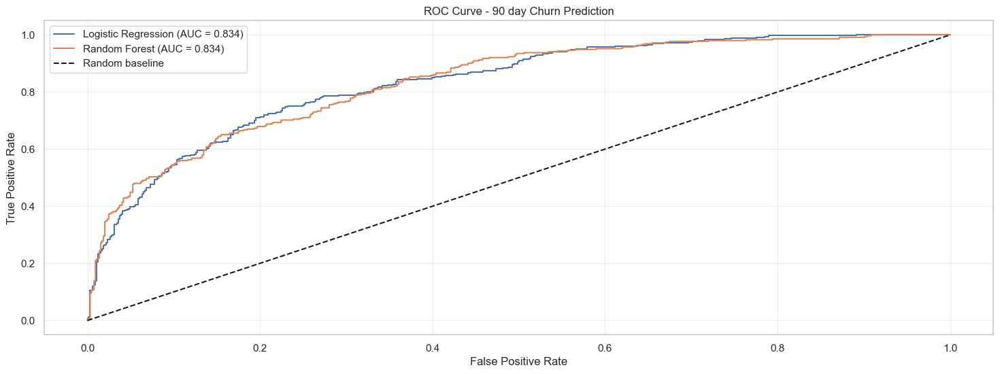 ROC Curve - 90 day Churn Prediction
Logistic Regression (AUC = 0.834)
Random Forest (AUC = 0.834)
Random baseline
True Positive Rate
1.0
0.8
0.6
0.4
0.2
0.0
0.0 0.2 0.4 0.6 0.8 1.0
False Positive Rate